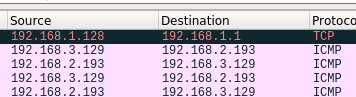 Source Destination Protoco
192.168.1.128 192.168.1.1 TCP
192.168.3.129 192.168.2.193 ICMP
192.168.2.193 192.168.3.129 ICMP
192.168.3.129 192.168.2.193 ICMP
192.168.2.193 192.168.3.129 ICMP